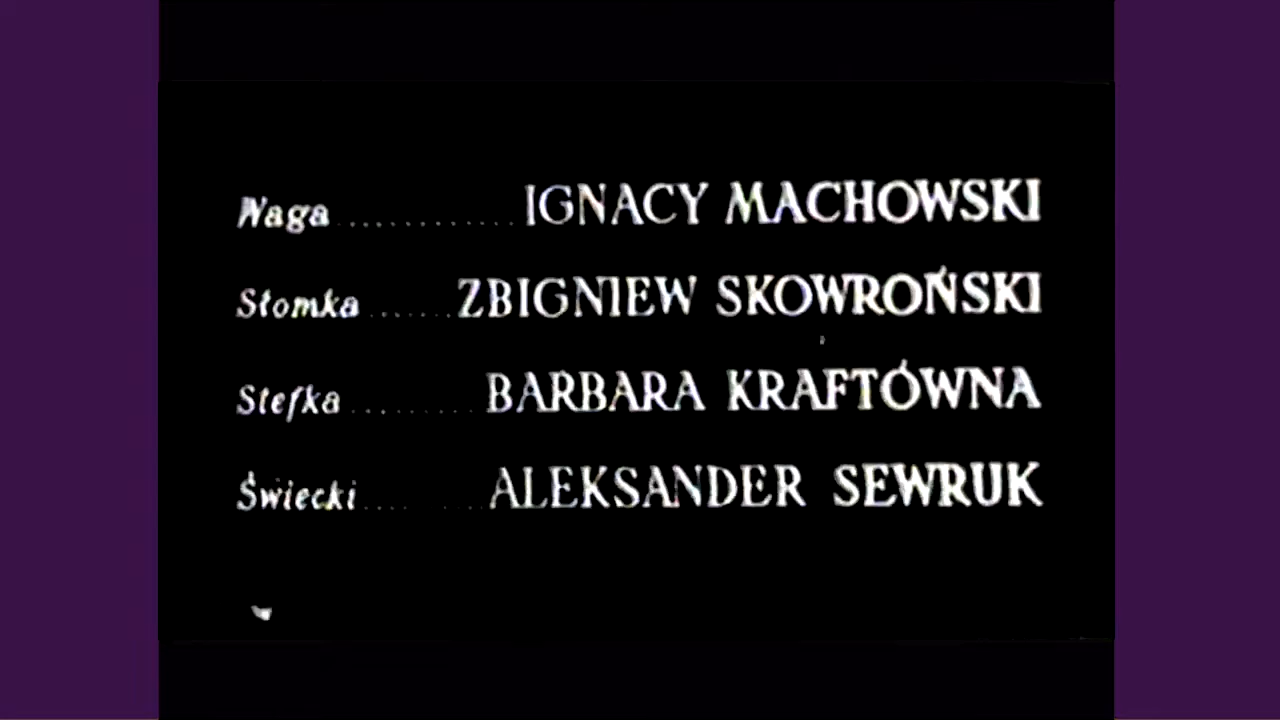 Waga ............ IGNACY MACHOWSKI
Słomka ....... ZBIGNIEW SKOWROŃSKI
Stefka ......... BARBARA KRAFTÓWNA
Świecki .... ... ALEKSANDER SEWRUK